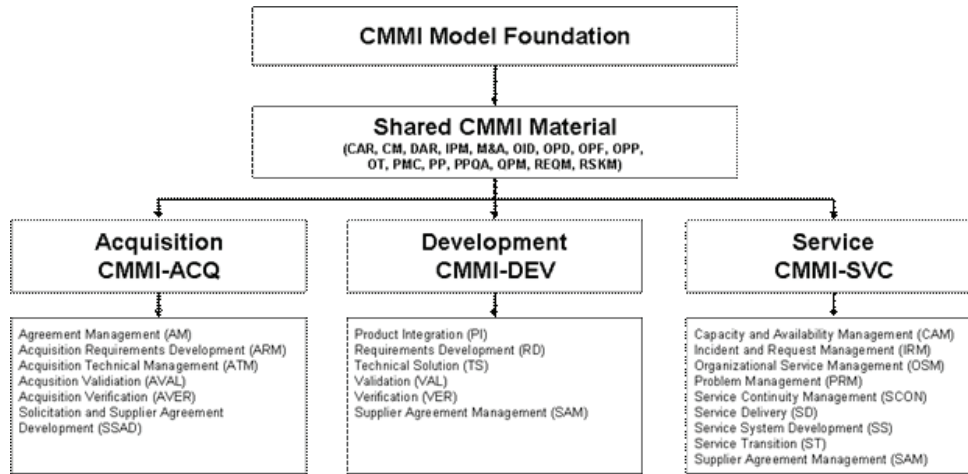 CMMI Model Foundation
Shared CMMI Material
(CAR, CM, DAR, IPM, M&A, OID, OPD, OPF, OPP,
OT, PMC, PP, PPQA, QPM, REQM, RSKM)
Acquisition
CMMI-ACQ
Development
CMMI-DEV
Service
CMMI-SVC
Agreement Management (AM)
Acquisition Requirements Development (ARM)
Acquisition Technical Management (ATM)
Acqusition Validiation (AVAL)
Acquisition Verification (AVER)
Solicitation and Supplier Agreement
Development (SSAD)
Product Integration (PI)
Requirements Development (RD)
Technical Solution (TS)
Validation (VAL)
Verification (VER)
Supplier Agreement Management (SAM)
Capacity and Availability Management (CAM)
Incident and Request Management (IRM)
Organizational Service Management (OSM)
Problem Management (PRM)
Service Continuity Management (SCON)
Service Delivery (SD)
Service System Development (SS)
Service Transition (ST)
Supplier Agreement Management (SAM)